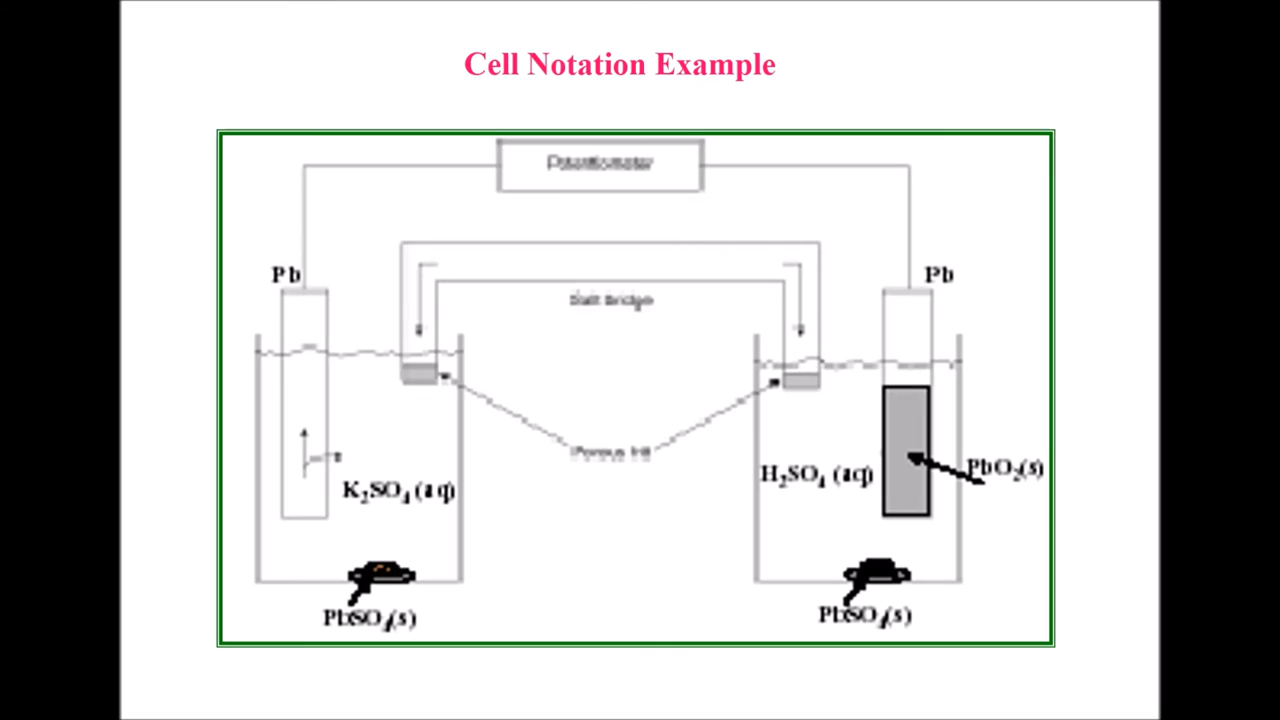 Cell Notation Example
Potentiometer
Pb
Pb
Salt Bridge
Porous frit
K₂SO₄ (aq)
H₂SO₄ (aq)
PbO₂(s)
PbSO₄(s)
PbSO₄(s)